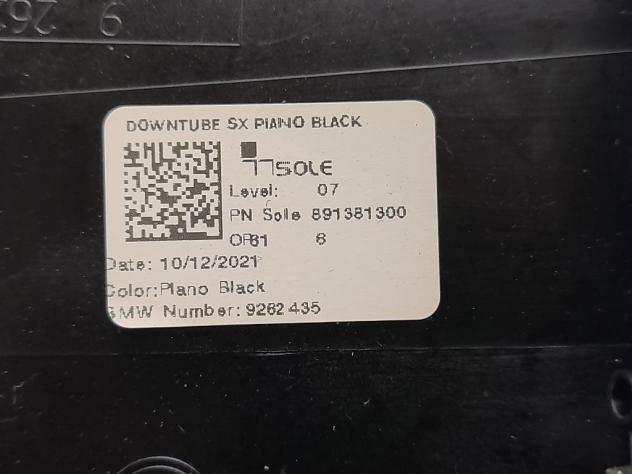 DOWNTUBE SX PIANO BLACK
SOLE
Level: 07
PN Sole 891381300
OP61 6
Date: 10/12/2021
Color:Piano Black
BMW Number: 9262 435